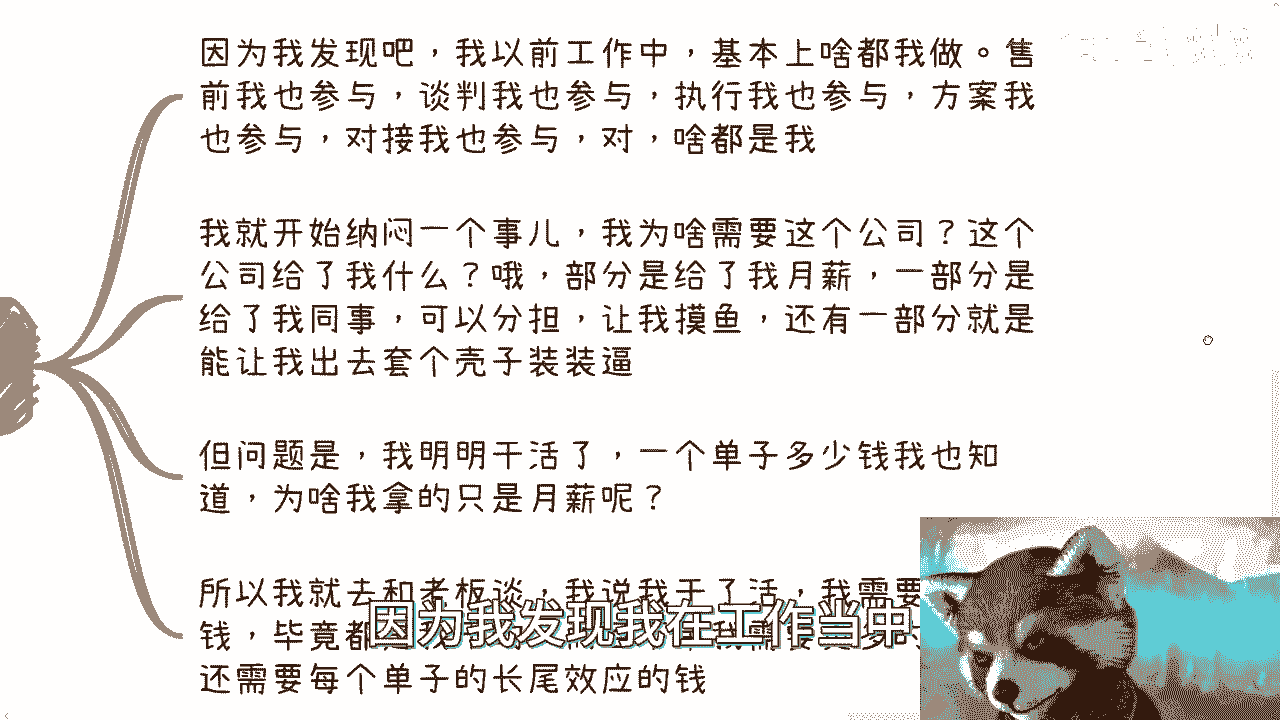 因为我发现吧，我以前工作中，基本上啥都我做。售
前我也参与，谈判我也参与，执行我也参与，方案我
也参与，对接我也参与，对，啥都是我
我就开始纳闷一个事儿，我为啥需要这个公司？这个
公司给了我什么？哦，部分是给了我月薪，一部分是
给了我同事，可以分担，让我摸鱼，还有一部分就是
能让我出去套个壳子装装逼
但问题是，我明明干活了，一个单子多少钱我也知
道，为啥我拿的只是月薪呢？
所以我就去和老板谈，我说我干了活，我需要
钱，毕竟都
还需要每个单子的长尾效应的钱
因为我发现我在工作当中